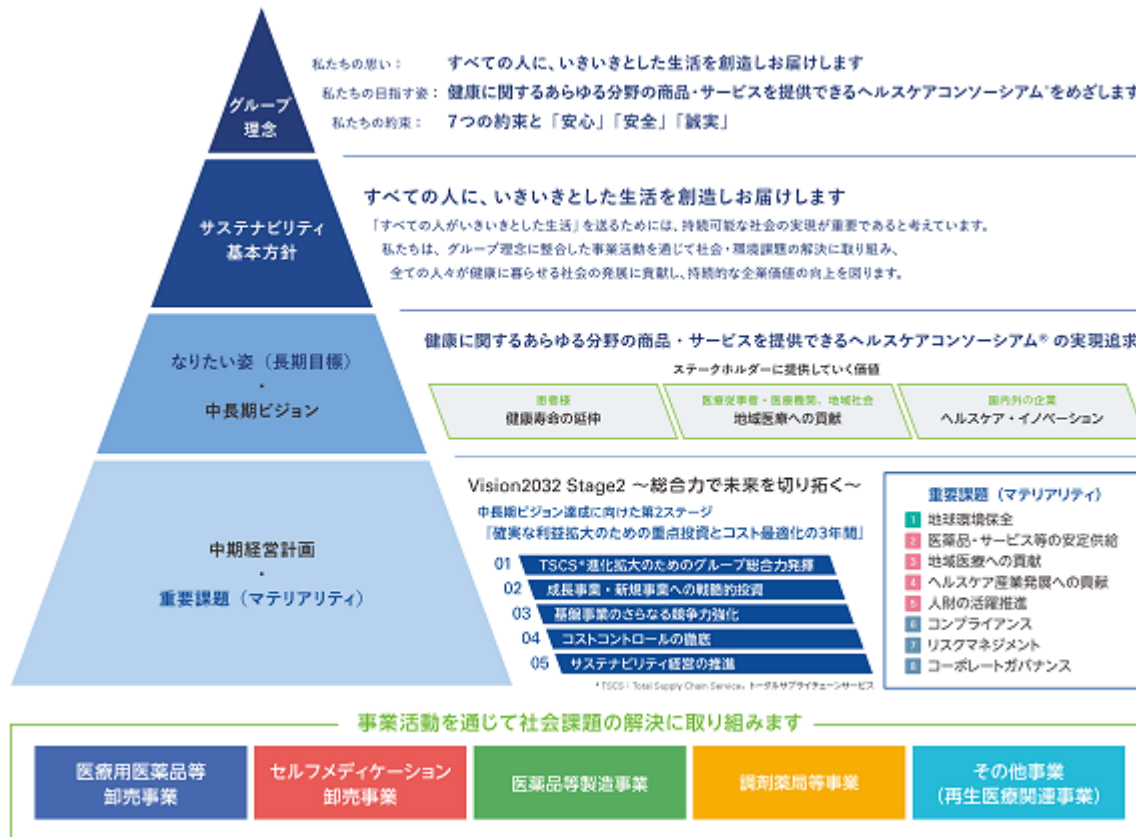 グループ
理念
私たちの思い： すべての人に、いきいきとした生活を創造しお届けします
私たちの目指す姿： 健康に関するあらゆる分野の商品・サービスを提供できるヘルスケアコンソーシアム®をめざします
私たちの約束： 7つの約束と「安心」「安全」「誠実」
サステナビリティ
基本方針
すべての人に、いきいきとした生活を創造しお届けします
「すべての人がいきいきとした生活」を送るためには、持続可能な社会の実現が重要であると考えています。
私たちは、グループ理念に整合した事業活動を通じて社会・環境課題の解決に取り組み、
全ての人々が健康に暮らせる社会の発展に貢献し、持続的な企業価値の向上を図ります。
なりたい姿（長期目標）
・
中長期ビジョン
健康に関するあらゆる分野の商品・サービスを提供できるヘルスケアコンソーシアム® の実現追求
ステークホルダーに提供していく価値
患者様
健康寿命の延伸
医療従事者・医療機関、地域社会
地域医療への貢献
国内外の企業
ヘルスケア・イノベーション
中期経営計画
・
重要課題（マテリアリティ）
Vision2032 Stage2 ～総合力で未来を切り拓く～
中長期ビジョン達成に向けた第2ステージ
「確実な利益拡大のための重点投資とコスト最適化の3年間」
01 TSCS*進化拡大のためのグループ総合力発揮
02 成長事業・新規事業への戦略的投資
03 基盤事業のさらなる競争力強化
04 コストコントロールの徹底
05 サステナビリティ経営の推進
*TSCS：Total Supply Chain Service。トータルサプライチェーンサービス
重要課題（マテリアリティ）
1 地球環境保全
2 医薬品・サービス等の安定供給
3 地域医療への貢献
4 ヘルスケア産業発展への貢献
5 人財の活躍推進
6 コンプライアンス
7 リスクマネジメント
8 コーポレートガバナンス
事業活動を通じて社会課題の解決に取り組みます
医療用医薬品等
卸売事業
セルフメディケーション
卸売事業
医薬品等製造事業
調剤薬局等事業
その他事業
（再生医療関連事業）